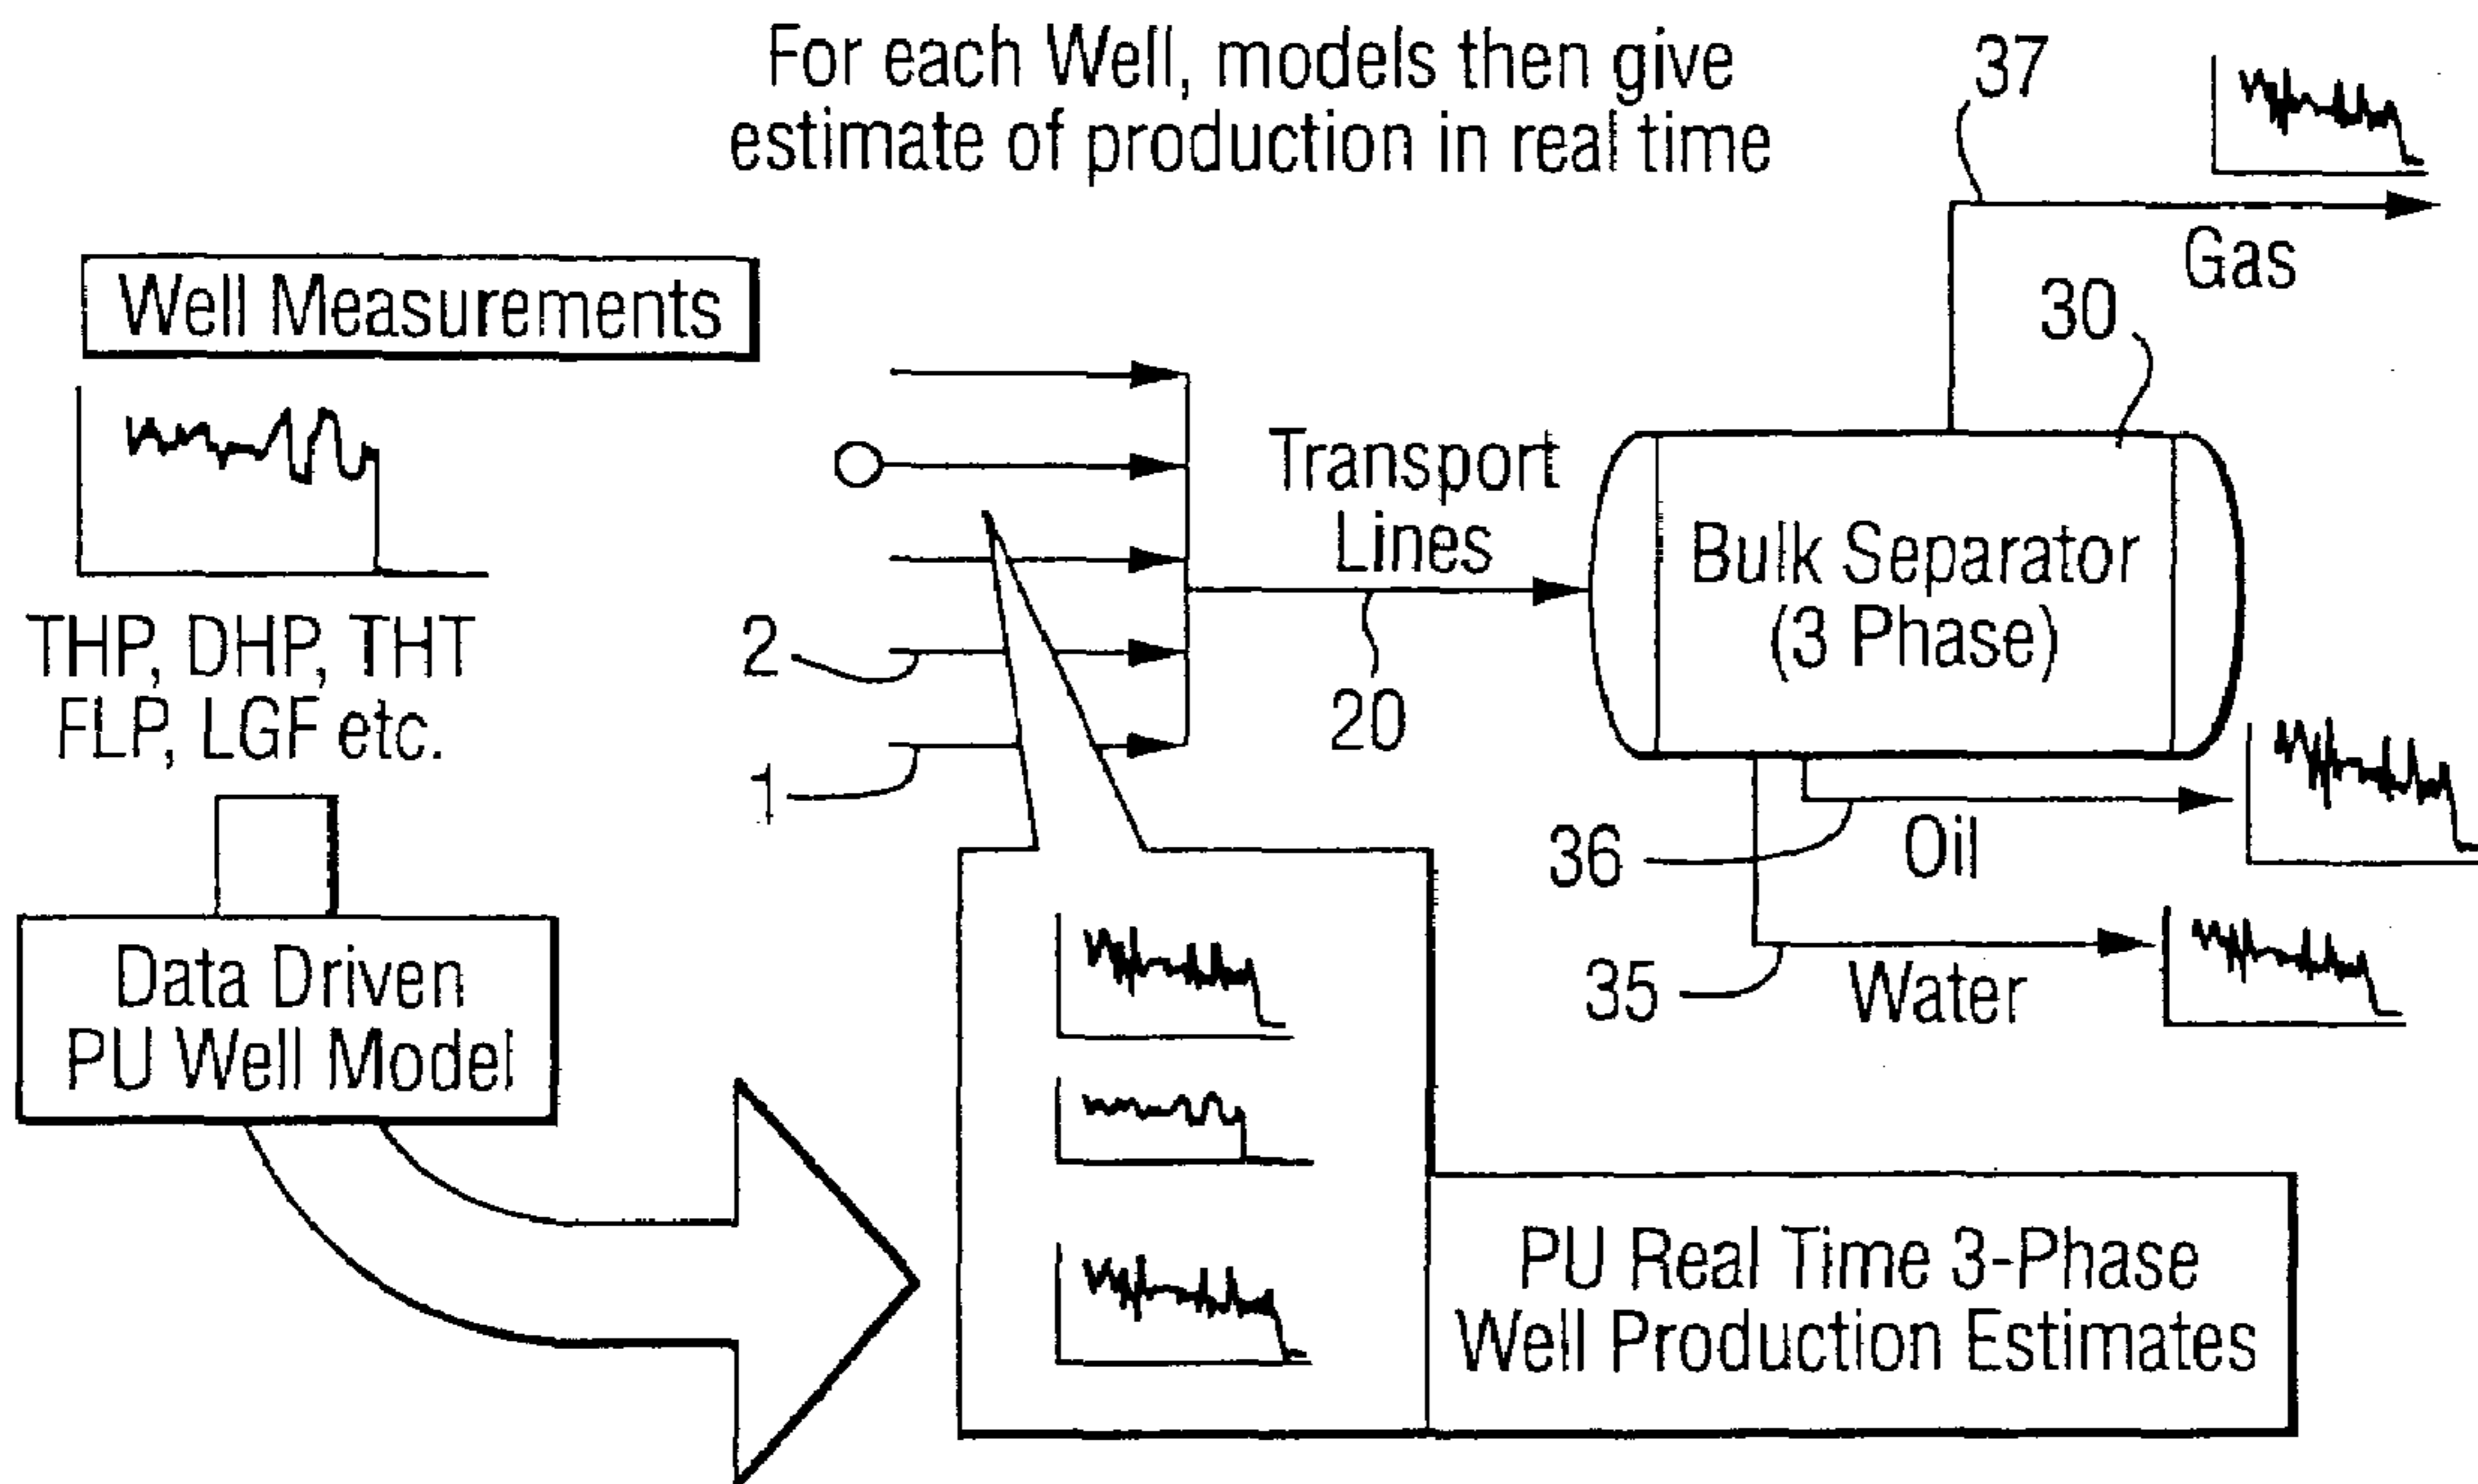 For each Well, models then give
estimate of production in real time
37
Gas
30
Well Measurements
THP, DHP, THT
FLP, LGF etc.
Transport
Lines
20
2
1
Bulk Separator
(3 Phase)
36
Oil
35
Water
Data Driven
PU Well Model
PU Real Time 3-Phase
Well Production Estimates